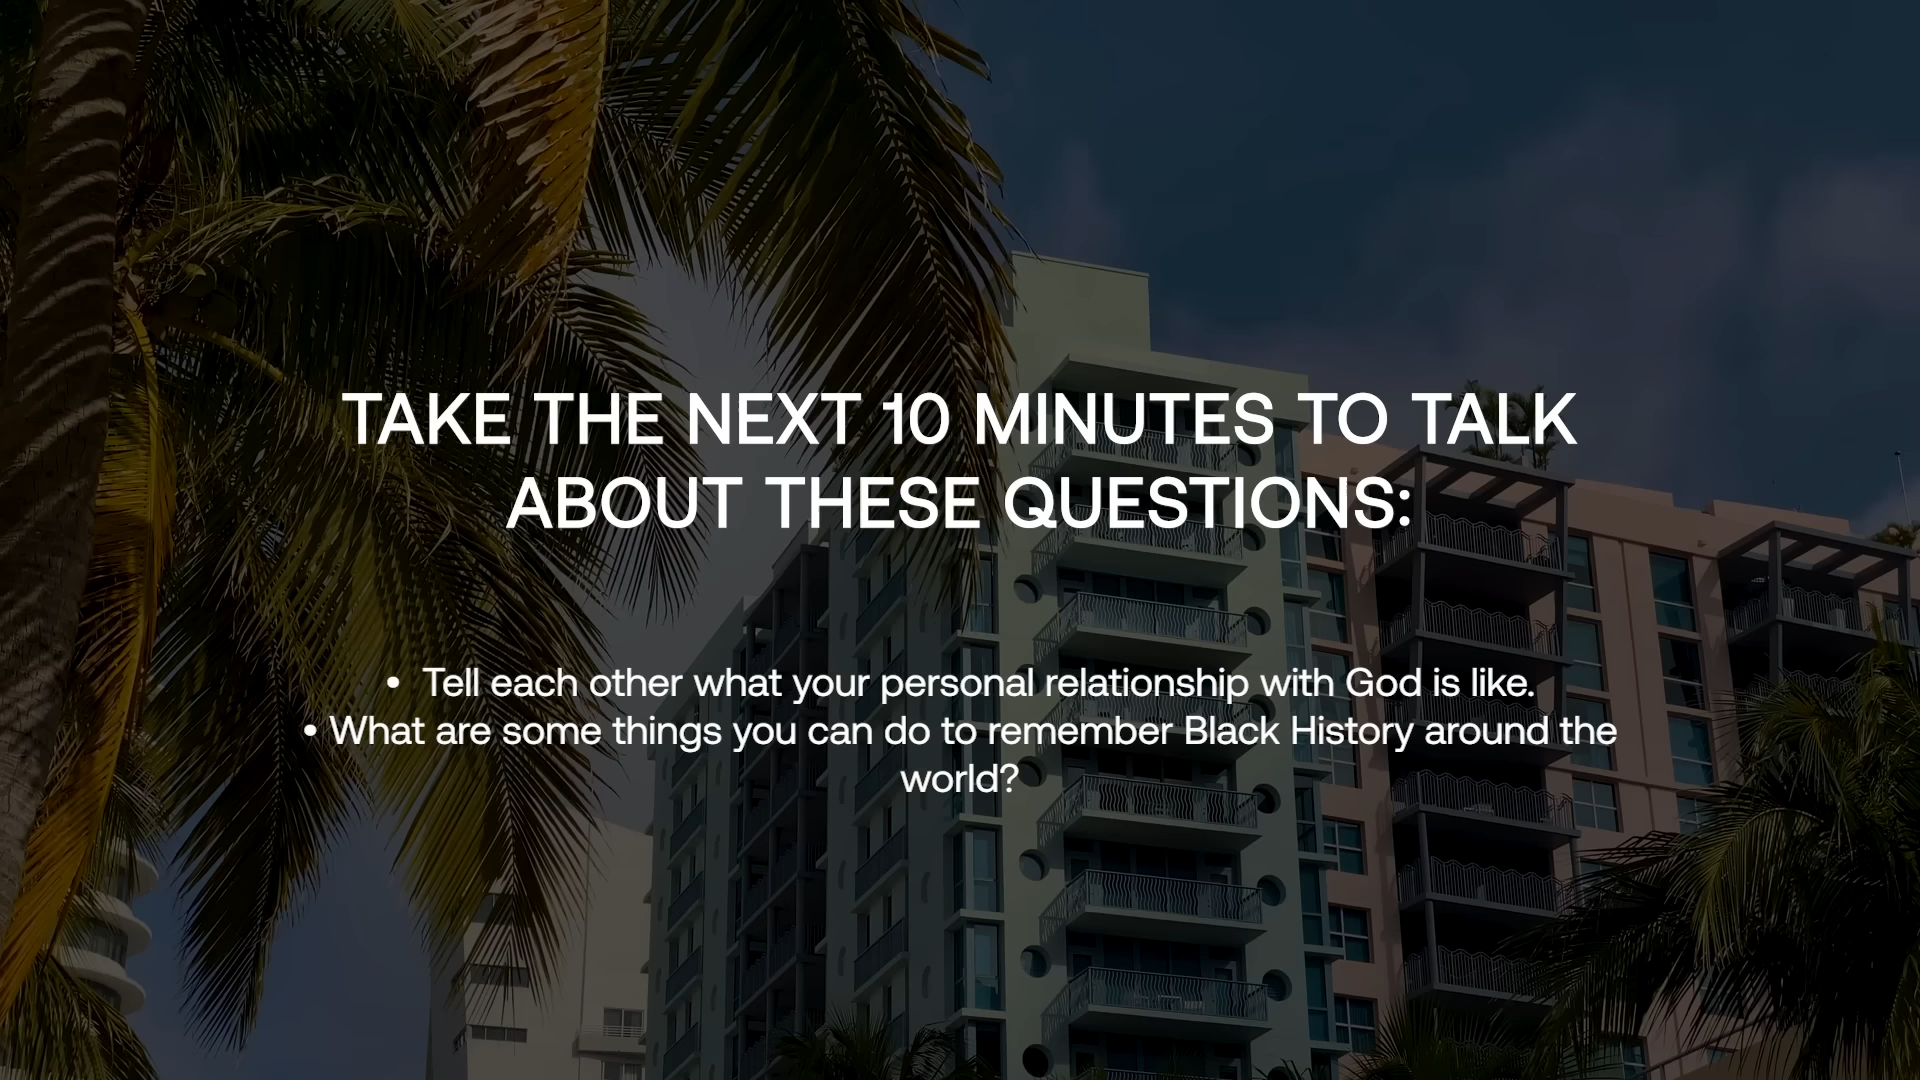 TAKE THE NEXT 10 MINUTES TO TALK
ABOUT THESE QUESTIONS:
• Tell each other what your personal relationship with God is like.
• What are some things you can do to remember Black History around the
world?